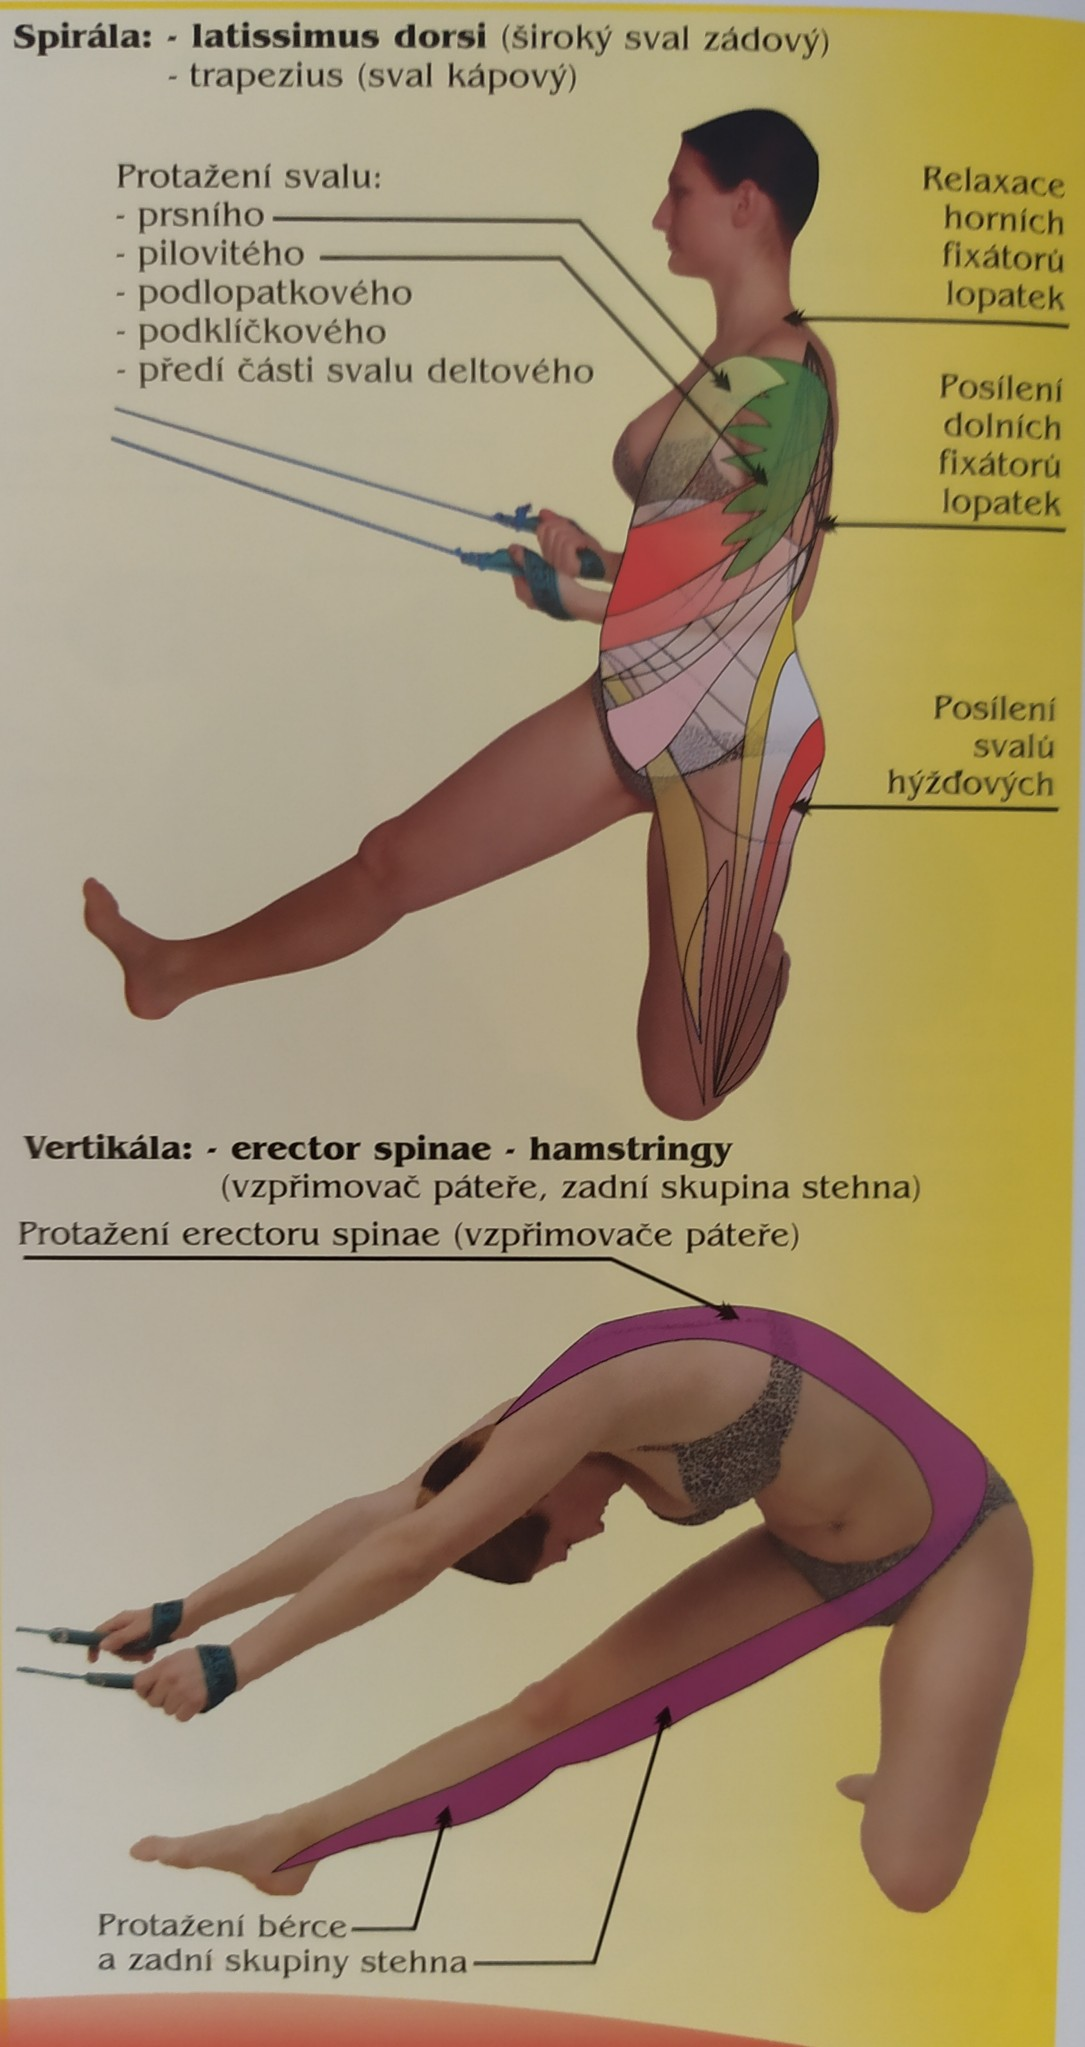 Spirála: - latissimus dorsi (široký sval zádový)
- trapezius (sval kápový)
Protažení svalu:
- prsního
- pilovitého
- podlopatkového
- podklíčkového
- předí části svalu deltového
Relaxace
horních
fixátorů
lopatek
Posílení
dolních
fixátorů
lopatek
Posílení
svalů
hýžďových
Vertikála: - erector spinae - hamstringy
(vzpřimovač páteře, zadní skupina stehna)
Protažení erectoru spinae (vzpřimovače páteře)
Protažení bérce
a zadní skupiny stehna